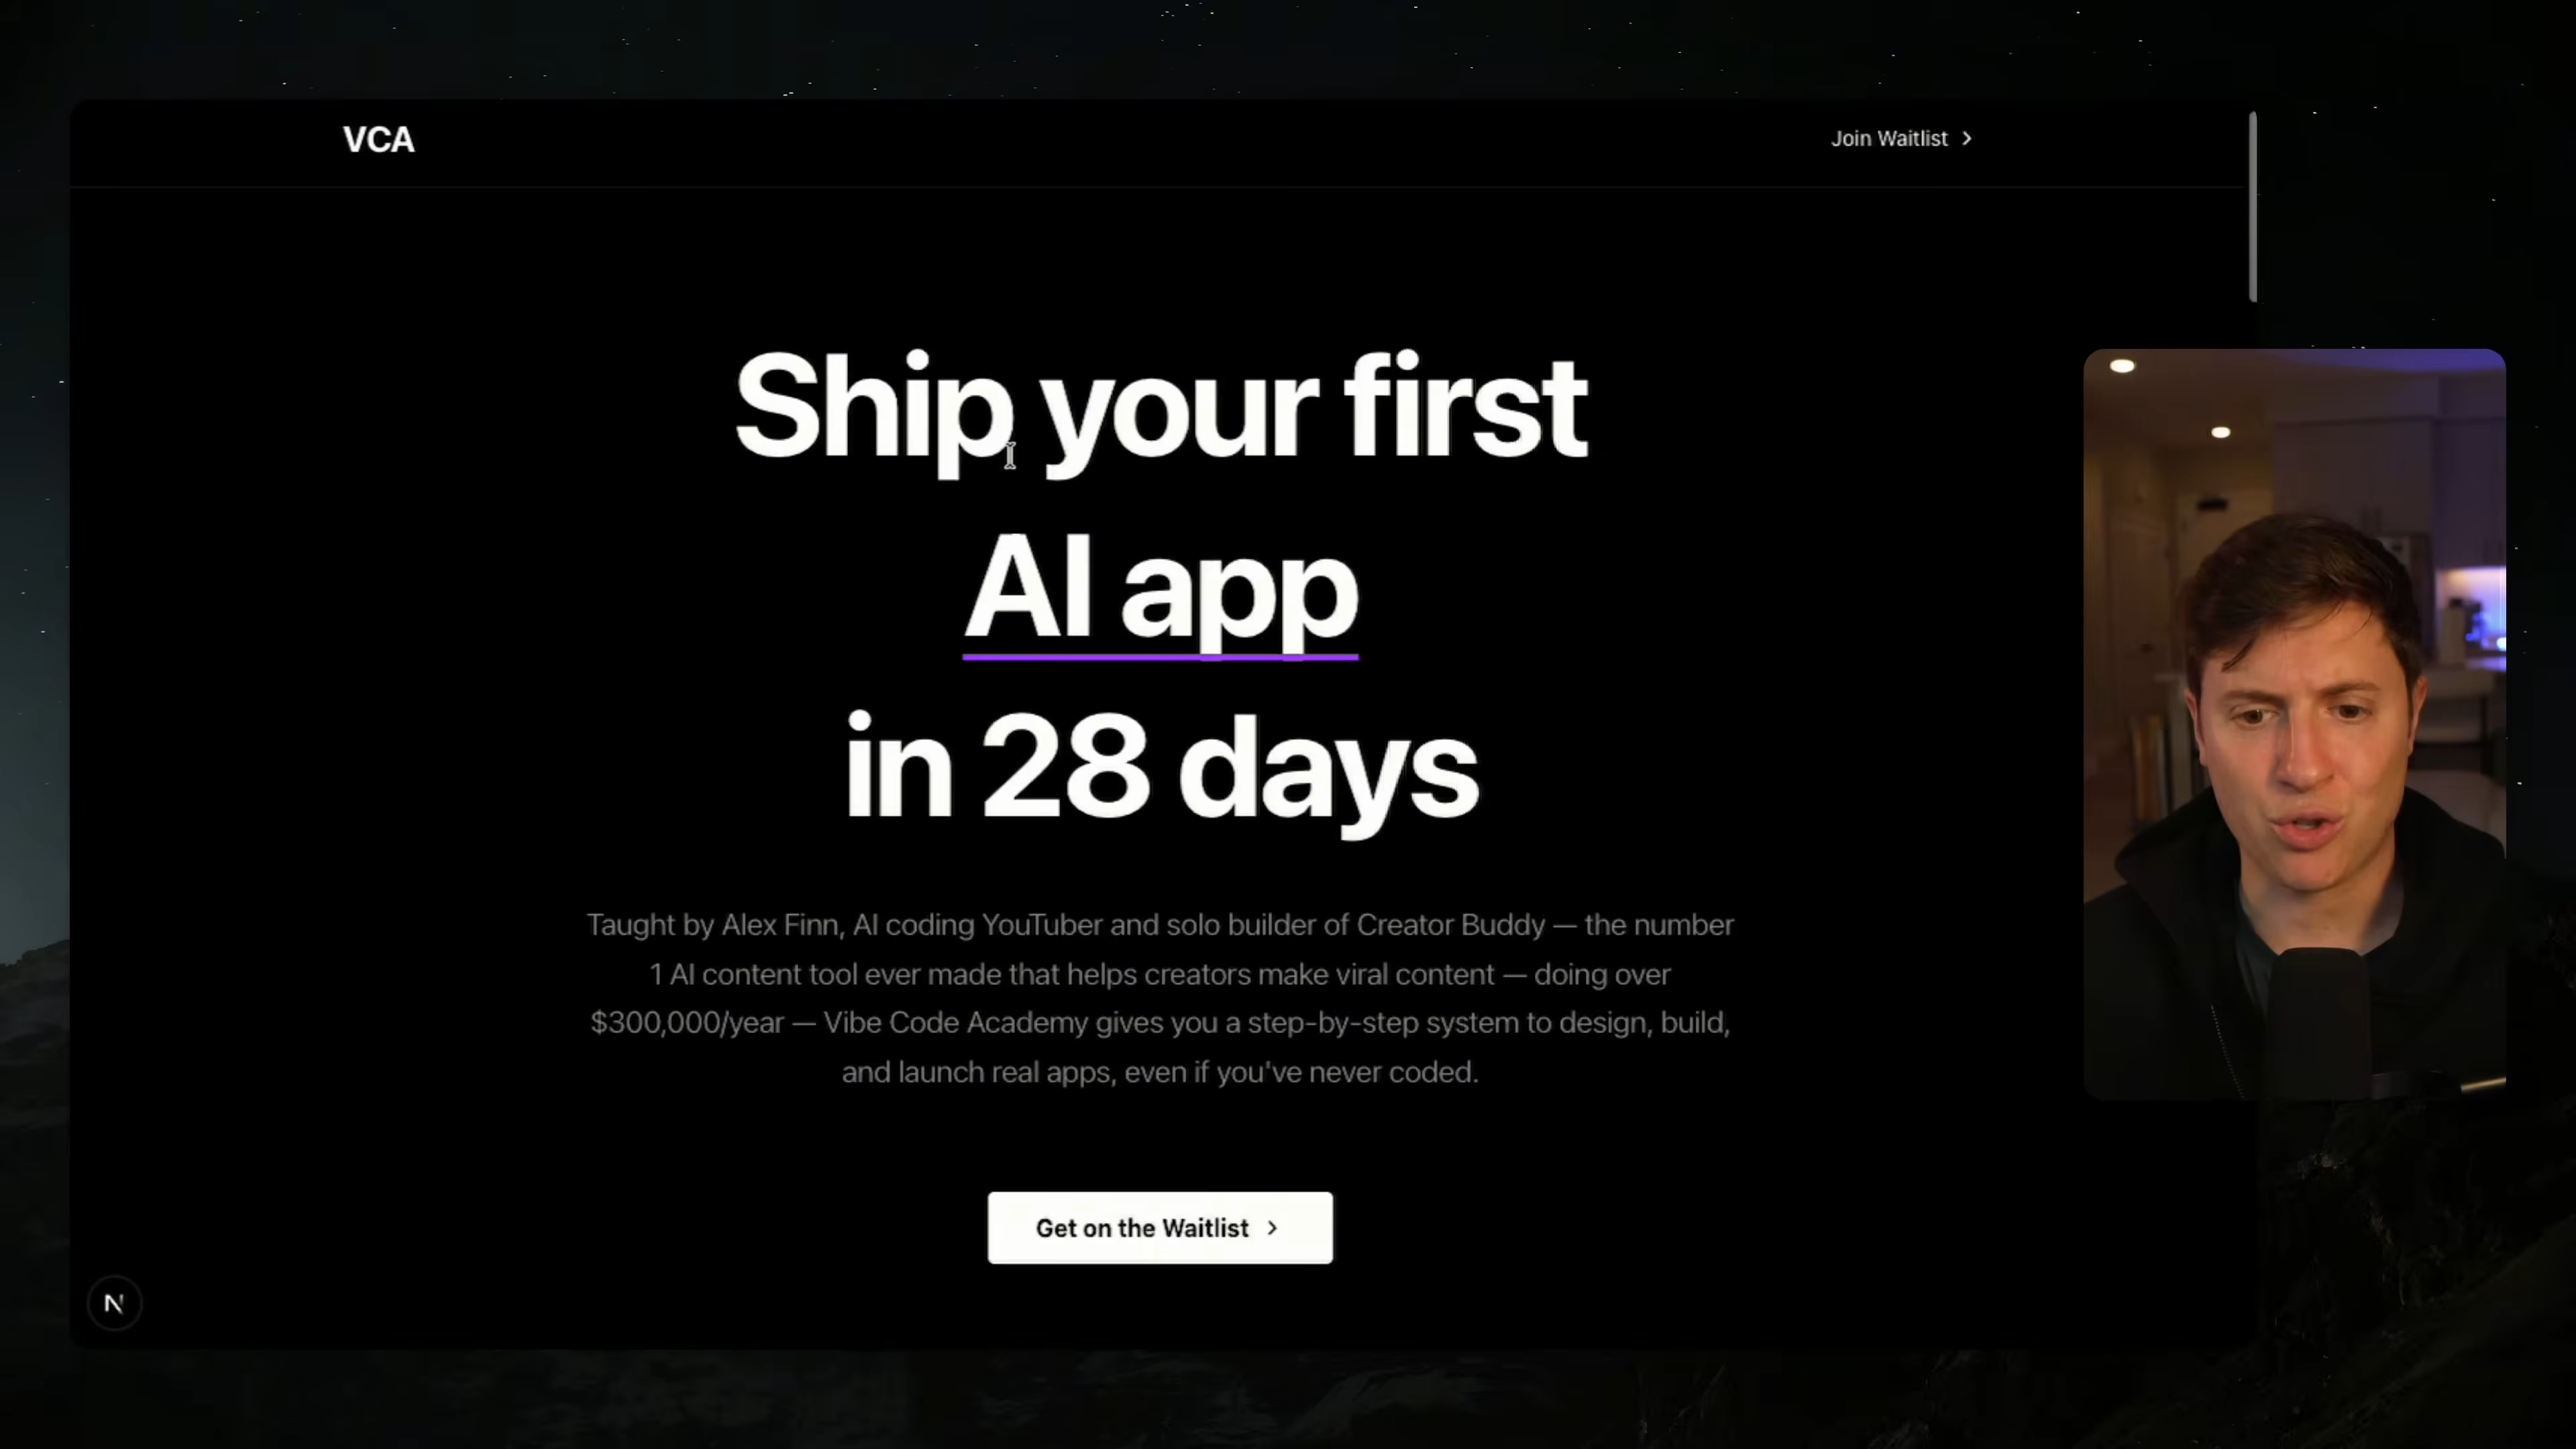 VCA
Join Waitlist
Ship your first
AI app
in 28 days
Taught by Alex Finn, AI coding YouTuber and solo builder of Creator Buddy — the number
1 AI content tool ever made that helps creators make viral content — doing over
$300,000/year — Vibe Code Academy gives you a step-by-step system to design, build,
and launch real apps, even if you've never coded.
Get on the Waitlist
N